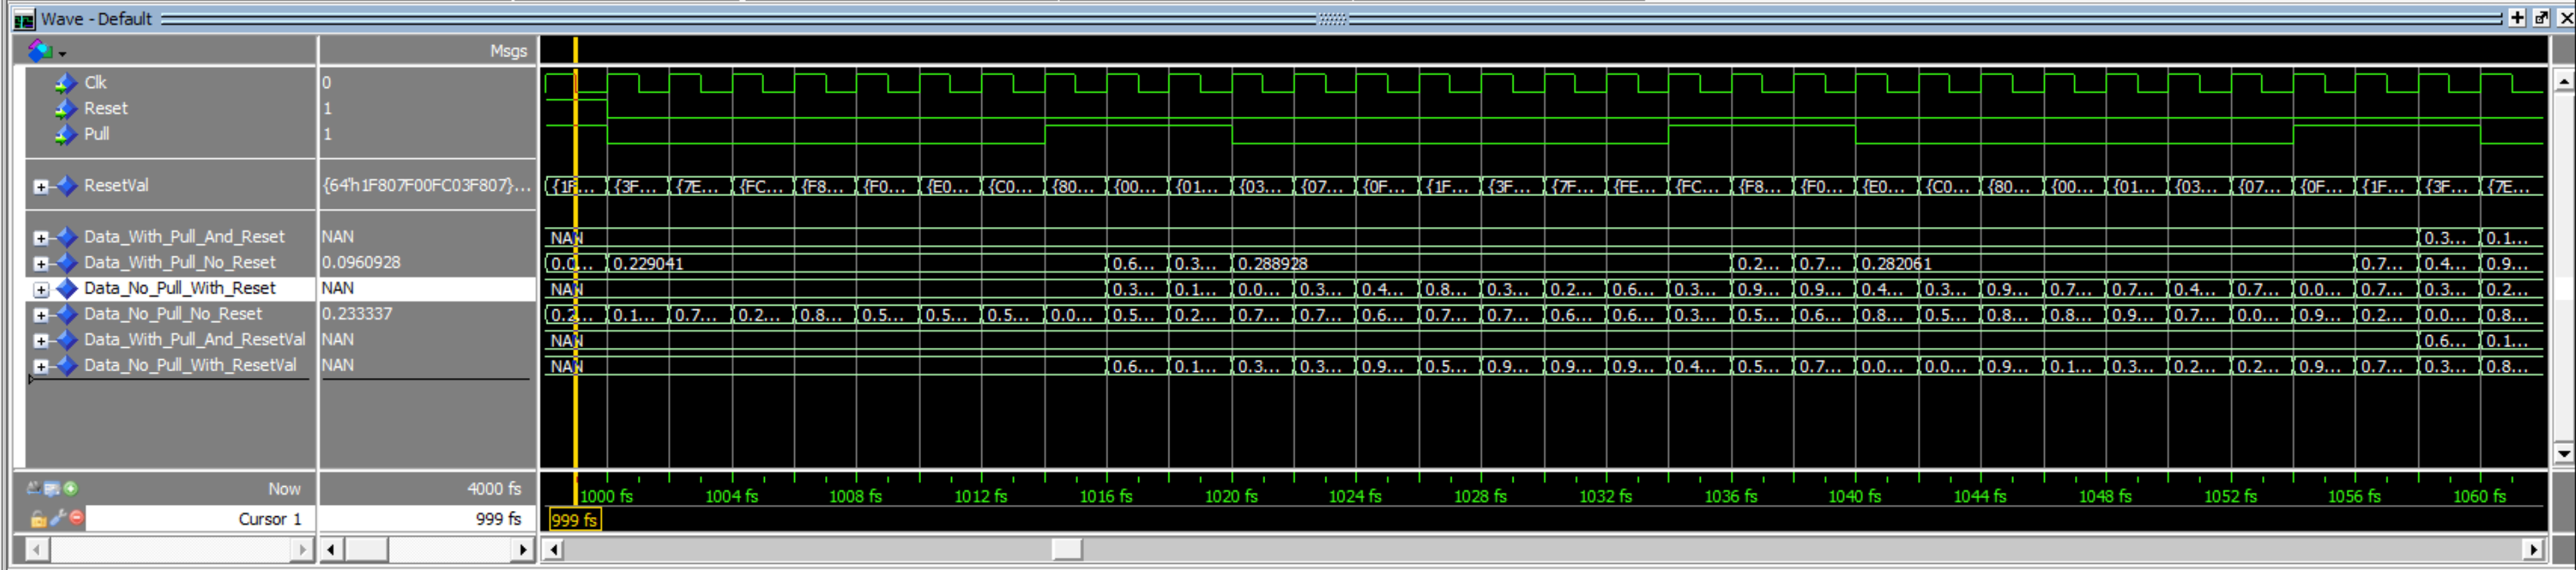 Wave - Default
Msgs
Clk 0
Reset 1
Pull 1
ResetVal {64'h1F807F00FC03F807}... {1F... {3F... {7E... {FC... {F8... {F0... {E0... {C0... {80... {00... {01... {03... {07... {0F... {1F... {3F... {7F... {FE... {FC... {F8... {F0... {E0... {C0... {80... {00... {01... {03... {07... {0F... {1F... {3F... {7E...
Data_With_Pull_And_Reset NAN NAN 0.3... 0.1...
Data_With_Pull_No_Reset 0.0960928 0.0... 0.229041 0.6... 0.3... 0.288928 0.2... 0.7... 0.282061 0.7... 0.4... 0.9...
Data_No_Pull_With_Reset NAN NAN 0.3... 0.1... 0.0... 0.3... 0.4... 0.8... 0.3... 0.2... 0.6... 0.3... 0.9... 0.9... 0.4... 0.3... 0.9... 0.7... 0.7... 0.4... 0.7... 0.0... 0.7... 0.3... 0.2...
Data_No_Pull_No_Reset 0.233337 0.2... 0.1... 0.7... 0.2... 0.8... 0.5... 0.5... 0.5... 0.0... 0.5... 0.2... 0.7... 0.7... 0.6... 0.7... 0.7... 0.6... 0.6... 0.3... 0.5... 0.6... 0.8... 0.5... 0.8... 0.8... 0.9... 0.7... 0.0... 0.9... 0.2... 0.0... 0.8...
Data_With_Pull_And_ResetVal NAN NAN 0.6... 0.1...
Data_No_Pull_With_ResetVal NAN NAN 0.6... 0.1... 0.3... 0.3... 0.9... 0.5... 0.9... 0.9... 0.9... 0.4... 0.5... 0.7... 0.0... 0.0... 0.9... 0.1... 0.3... 0.2... 0.2... 0.9... 0.7... 0.3... 0.8...
Now 4000 fs 1000 fs 1004 fs 1008 fs 1012 fs 1016 fs 1020 fs 1024 fs 1028 fs 1032 fs 1036 fs 1040 fs 1044 fs 1048 fs 1052 fs 1056 fs 1060 fs
Cursor 1 999 fs 999 fs